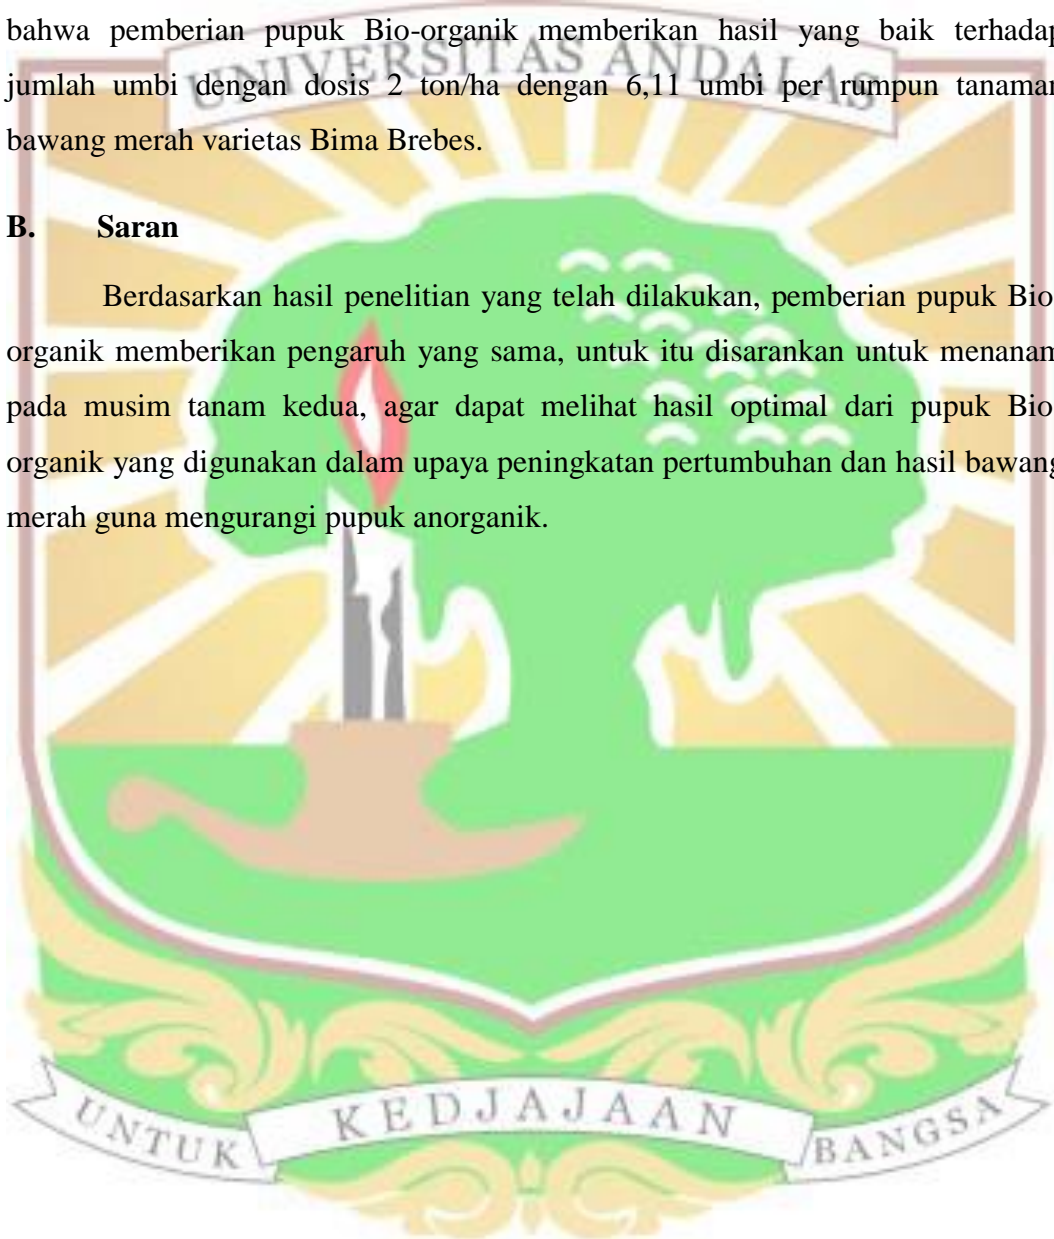 bahwa pemberian pupuk Bio-organik memberikan hasil yang baik terhadap
UNIVERSITAS ANDALAS
jumlah umbi dengan dosis 2 ton/ha dengan 6,11 umbi per rumpun tanaman
bawang merah varietas Bima Brebes.
B. Saran
Berdasarkan hasil penelitian yang telah dilakukan, pemberian pupuk Bio
organik memberikan pengaruh yang sama, untuk itu disarankan untuk menanam
pada musim tanam kedua, agar dapat melihat hasil optimal dari pupuk Bio
organik yang digunakan dalam upaya peningkatan pertumbuhan dan hasil bawang
merah guna mengurangi pupuk anorganik.
UNTUK KEDJAJAAN BANGSA